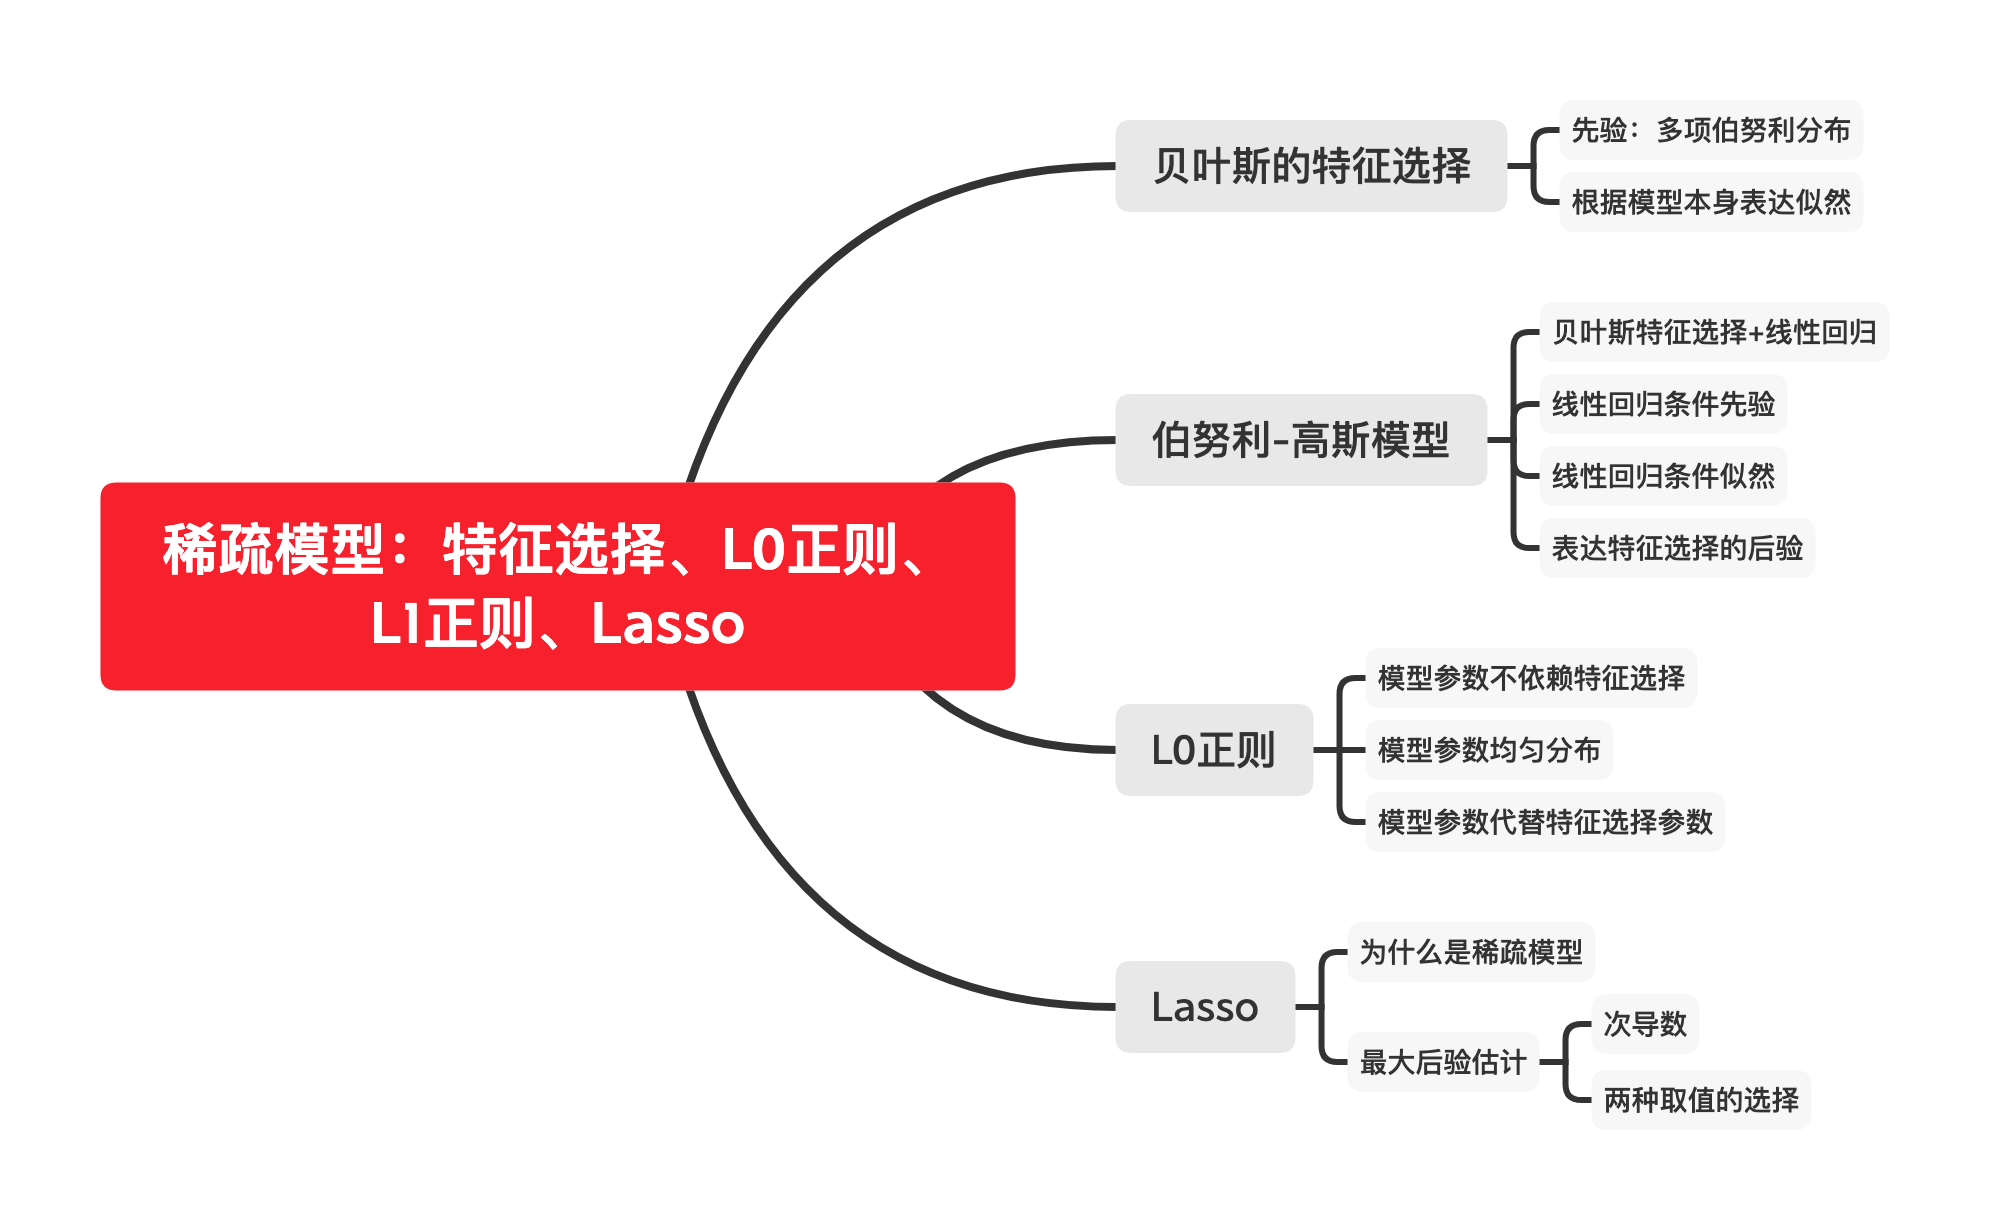 稀疏模型：特征选择、L0正则、
L1正则、Lasso
贝叶斯的特征选择
先验：多项伯努利分布
根据模型本身表达似然
伯努利-高斯模型
贝叶斯特征选择+线性回归
线性回归条件先验
线性回归条件似然
表达特征选择的后验
L0正则
模型参数不依赖特征选择
模型参数均匀分布
模型参数代替特征选择参数
Lasso
为什么是稀疏模型
最大后验估计
次导数
两种取值的选择